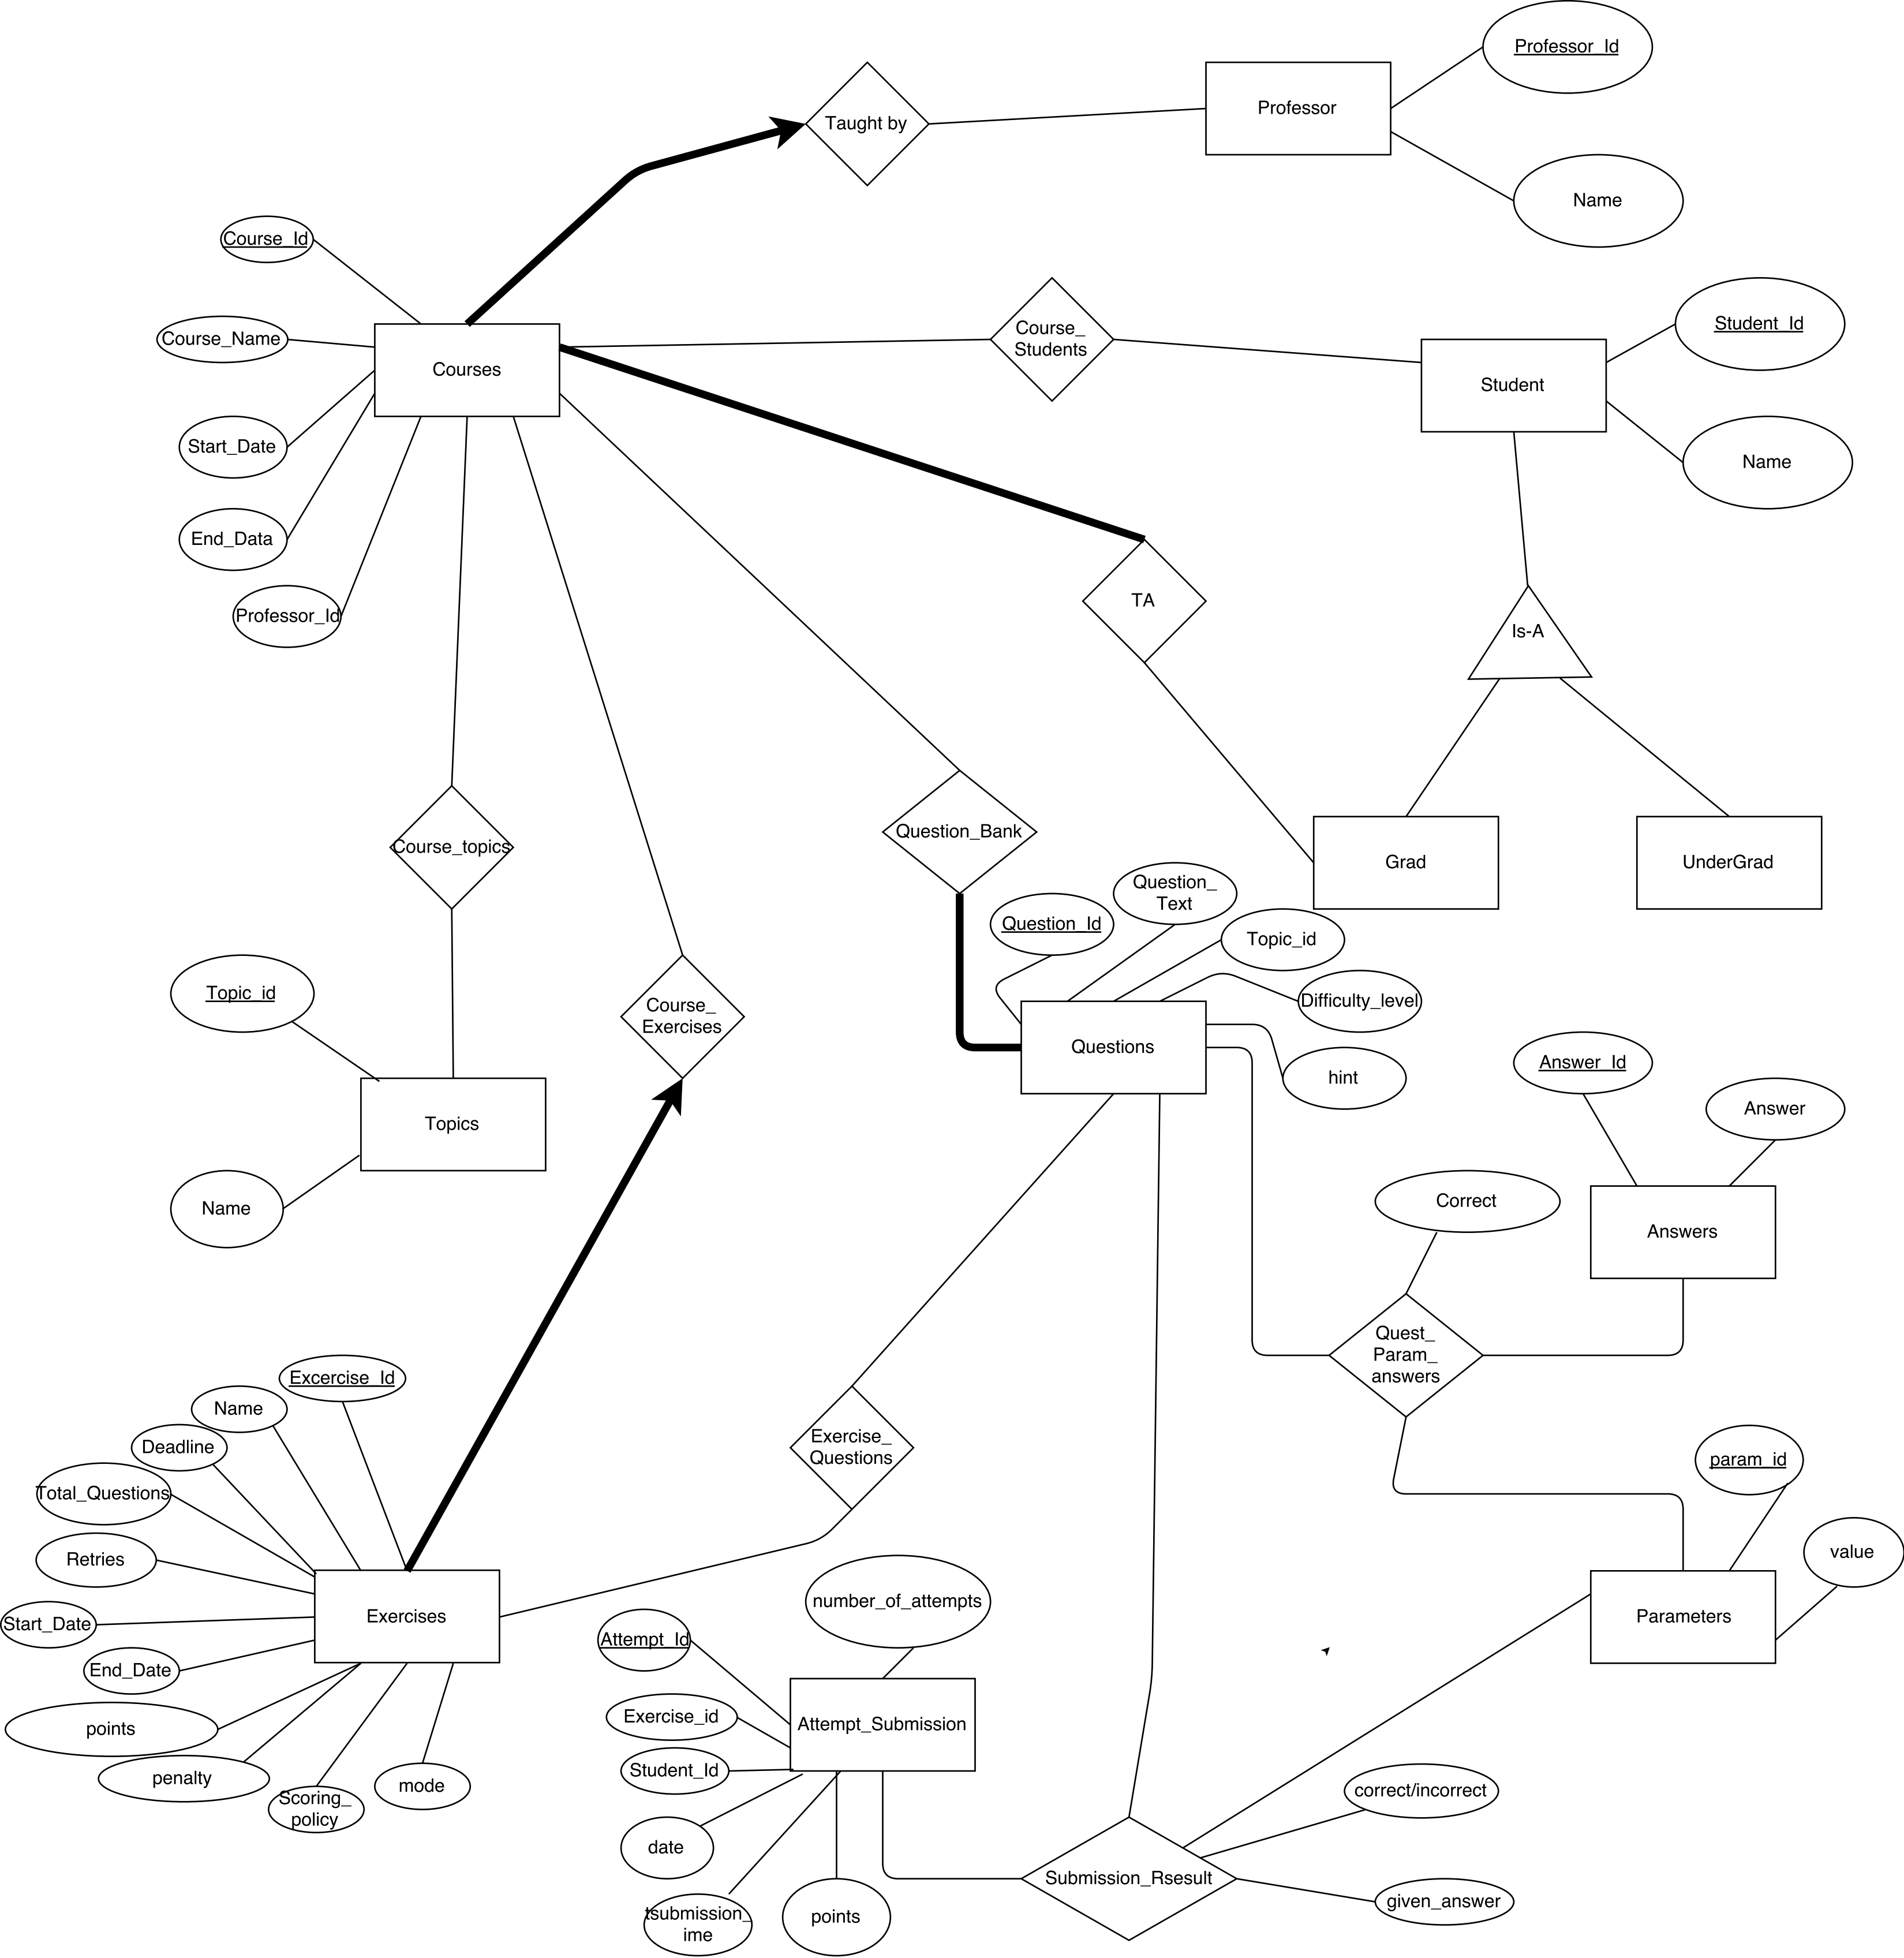 Professor_Id
Taught by
Professor
Name
Course_Id
Course_Name
Courses
Course_
Students
Student
Student_Id
Name
Start_Date
End_Data
Professor_Id
TA
Is-A
Course_topics
Question_Bank
Grad
UnderGrad
Question_Id
Question_
Text
Topic_id
Difficulty_level
hint
Questions
Topic_id
Course_
Exercises
Topics
Name
Answer_Id
Answer
Answers
Correct
Quest_
Param_
answers
Excercise_Id
Name
Deadline
Total_Questions
Retries
Start_Date
End_Date
points
penalty
Scoring_
policy
mode
Exercises
Exercise_
Questions
param_id
value
Parameters
number_of_attempts
Attempt_Id
Exercise_id
Student_Id
date
tsubmission_
ime
points
Attempt_Submission
Submission_Rsesult
correct/incorrect
given_answer